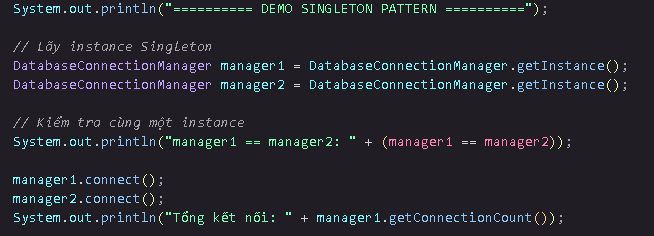 System.out.println("========== DEMO SINGLETON PATTERN ==========");
// Lấy instance Singleton
DatabaseConnectionManager manager1 = DatabaseConnectionManager.getInstance();
DatabaseConnectionManager manager2 = DatabaseConnectionManager.getInstance();
// Kiểm tra cùng một instance
System.out.println("manager1 == manager2: " + (manager1 == manager2));
manager1.connect();
manager2.connect();
System.out.println("Tổng kết nối: " + manager1.getConnectionCount());